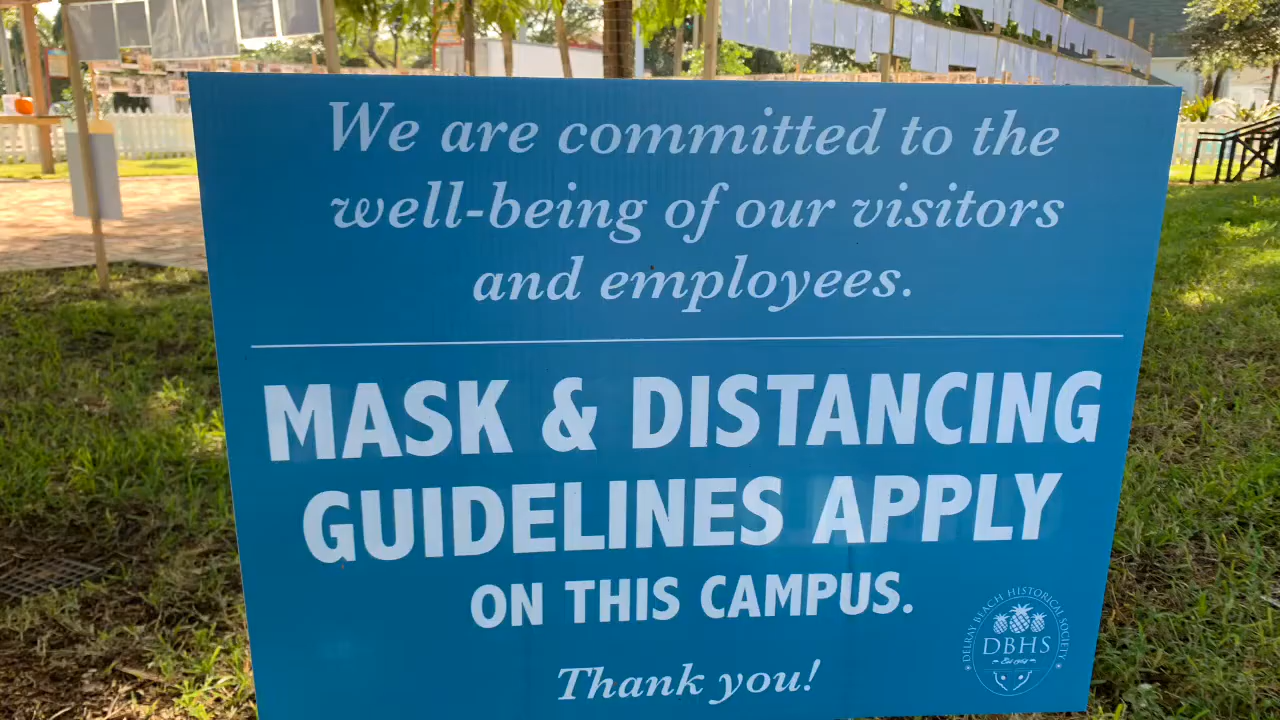 We are committed to the
well-being of our visitors
and employees.
MASK & DISTANCING
GUIDELINES APPLY
ON THIS CAMPUS.
Thank you!
DELRAY BEACH HISTORICAL SOCIETY
DBHS